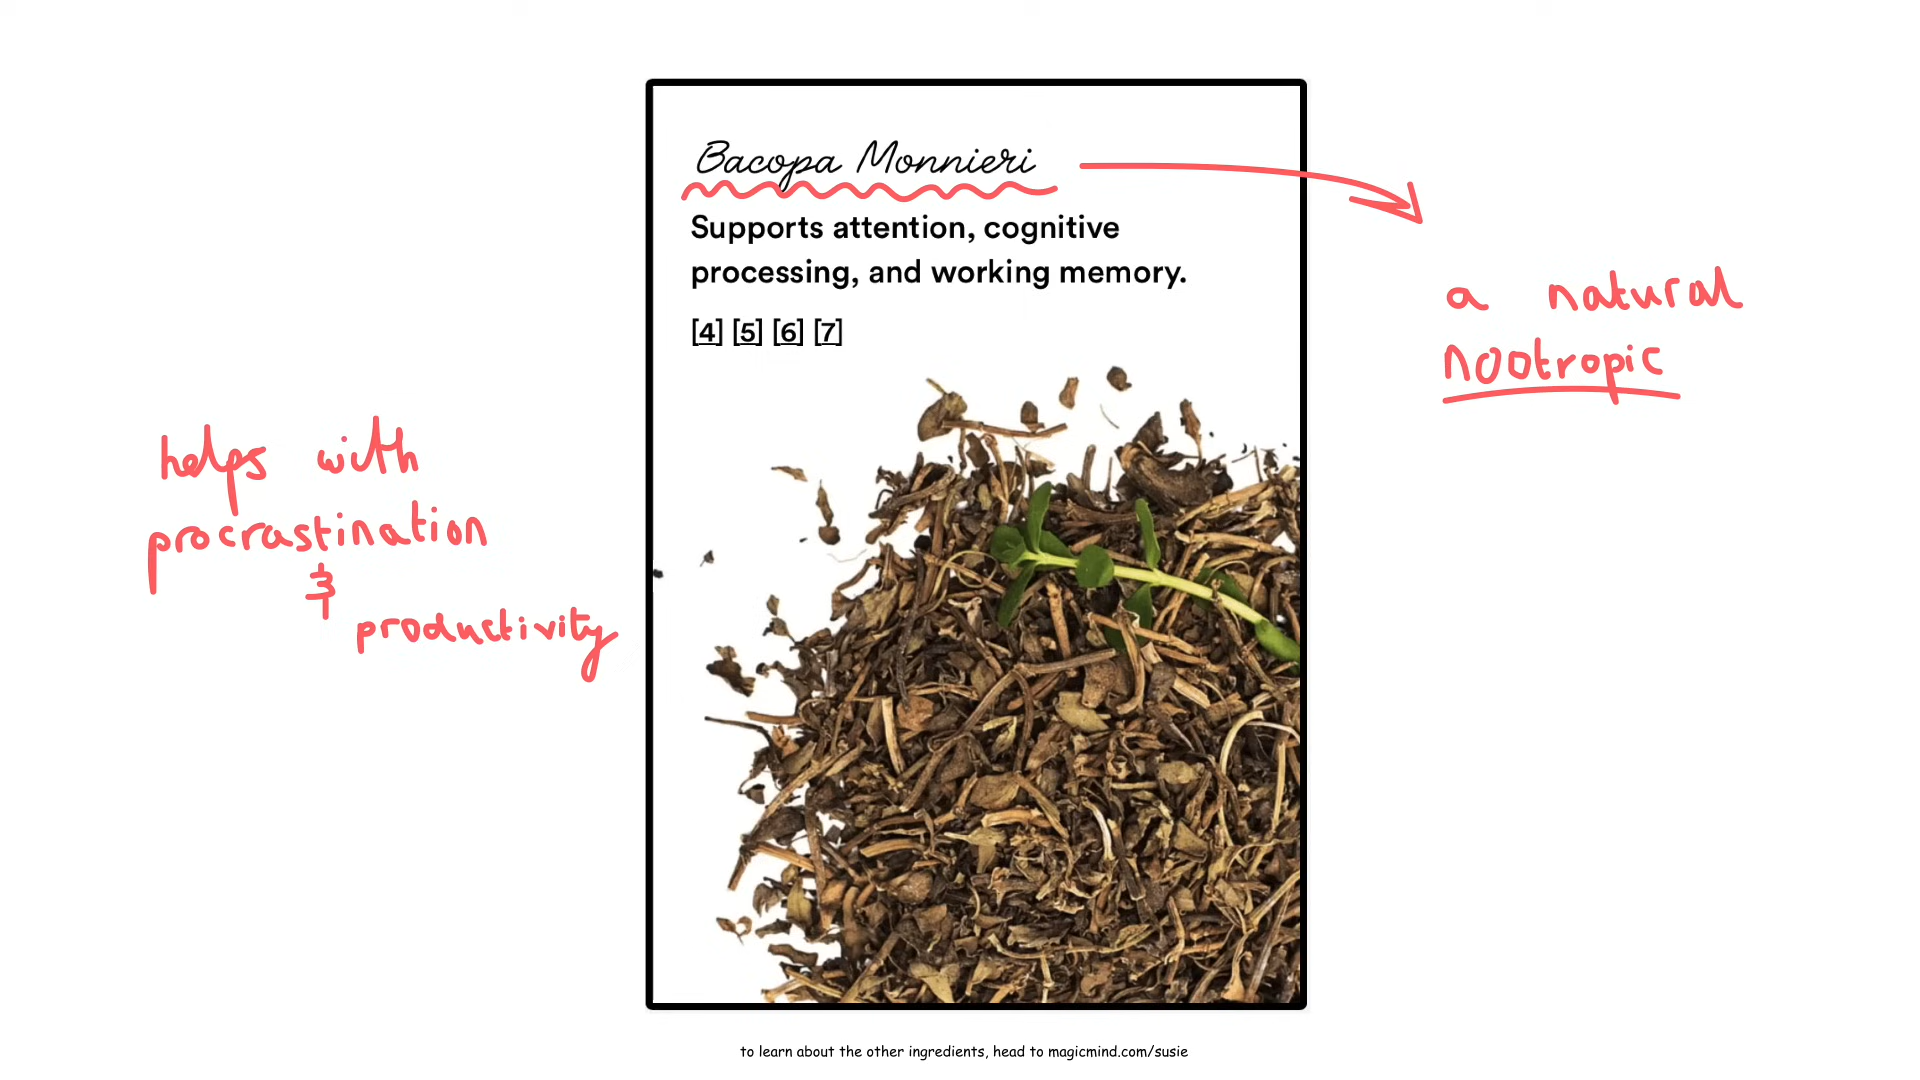 Bacopa Monnieri
Supports attention, cognitive
processing, and working memory.
[4] [5] [6] [7]
a natural
nootropic
helps with
procrastination
&
productivity
to learn about the other ingredients, head to magicmind.com/susie